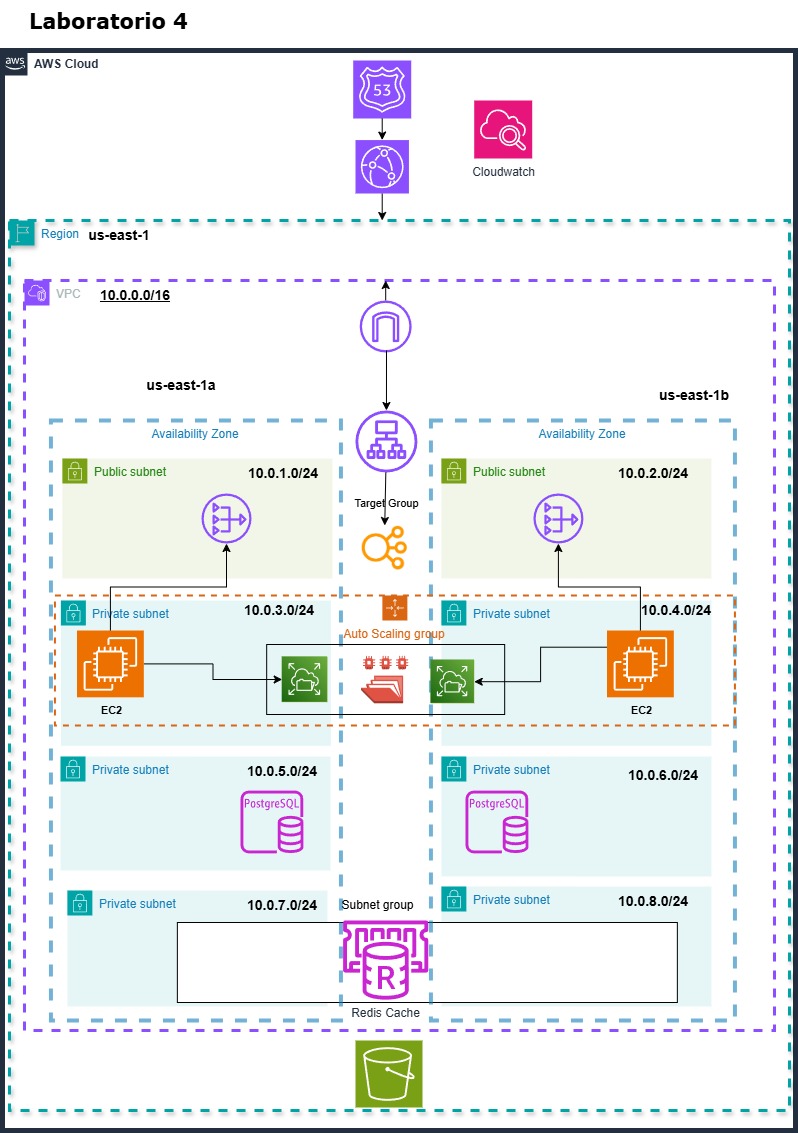 Laboratorio 4
aws
AWS Cloud
53
Cloudwatch
Region
us-east-1
VPC
10.0.0.0/16
us-east-1a
us-east-1b
Availability Zone
Availability Zone
Public subnet
10.0.1.0/24
Public subnet
10.0.2.0/24
Target Group
Private subnet
10.0.3.0/24
Private subnet
10.0.4.0/24
Auto Scaling group
EC2
EC2
Private subnet
10.0.5.0/24
Private subnet
10.0.6.0/24
PostgreSQL
PostgreSQL
Private subnet
10.0.7.0/24
Subnet group
Private subnet
10.0.8.0/24
R
Redis Cache